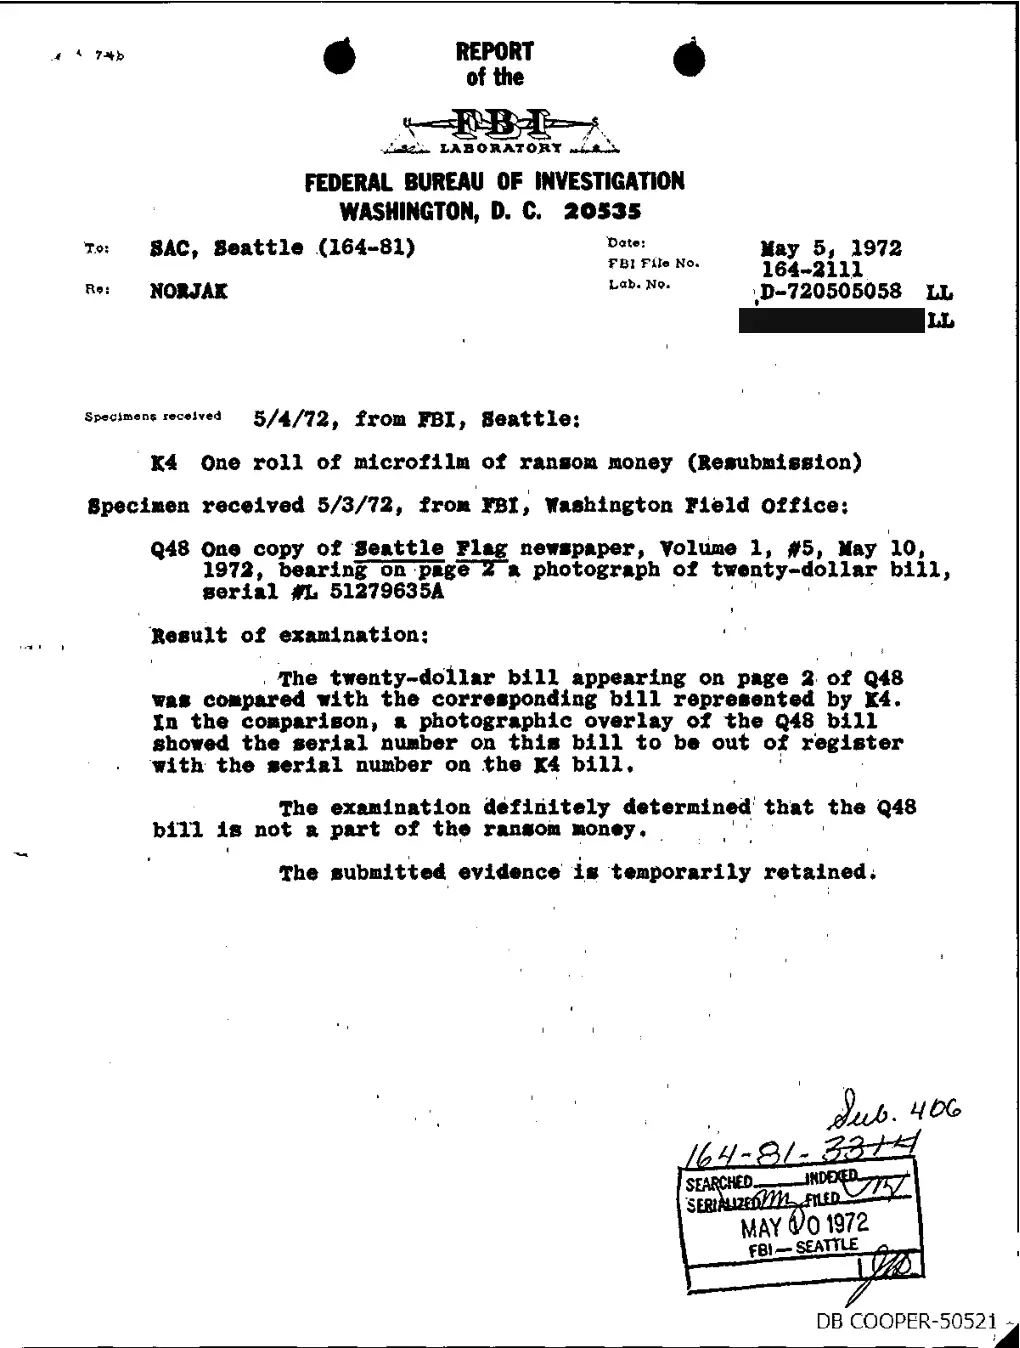 7-4b
REPORT
of the
FBI
LABORATORY
FEDERAL BUREAU OF INVESTIGATION
WASHINGTON, D. C. 20535
To: SAC, Seattle (164-81) Date: May 5, 1972
FBI File No. 164-2111
Re: NORJAK Lab. No. D-720505058 LL
LL
Specimens received 5/4/72, from FBI, Seattle:
K4 One roll of microfilm of ransom money (Resubmission)
Specimen received 5/3/72, from FBI, Washington Field Office:
Q48 One copy of Seattle Flag newspaper, Volume 1, #5, May 10,
1972, bearing on page 2 a photograph of twenty-dollar bill,
serial #L 51279635A
Result of examination:
The twenty-dollar bill appearing on page 2 of Q48
was compared with the corresponding bill represented by K4.
In the comparison, a photographic overlay of the Q48 bill
showed the serial number on this bill to be out of register
with the serial number on the K4 bill.
The examination definitely determined that the Q48
bill is not a part of the ransom money.
The submitted evidence is temporarily retained.
Sub. 406
164-81-3314
SEARCHED INDEXED
SERIALIZED FILED
MAY 10 1972
FBI — SEATTLE
DB COOPER-50521